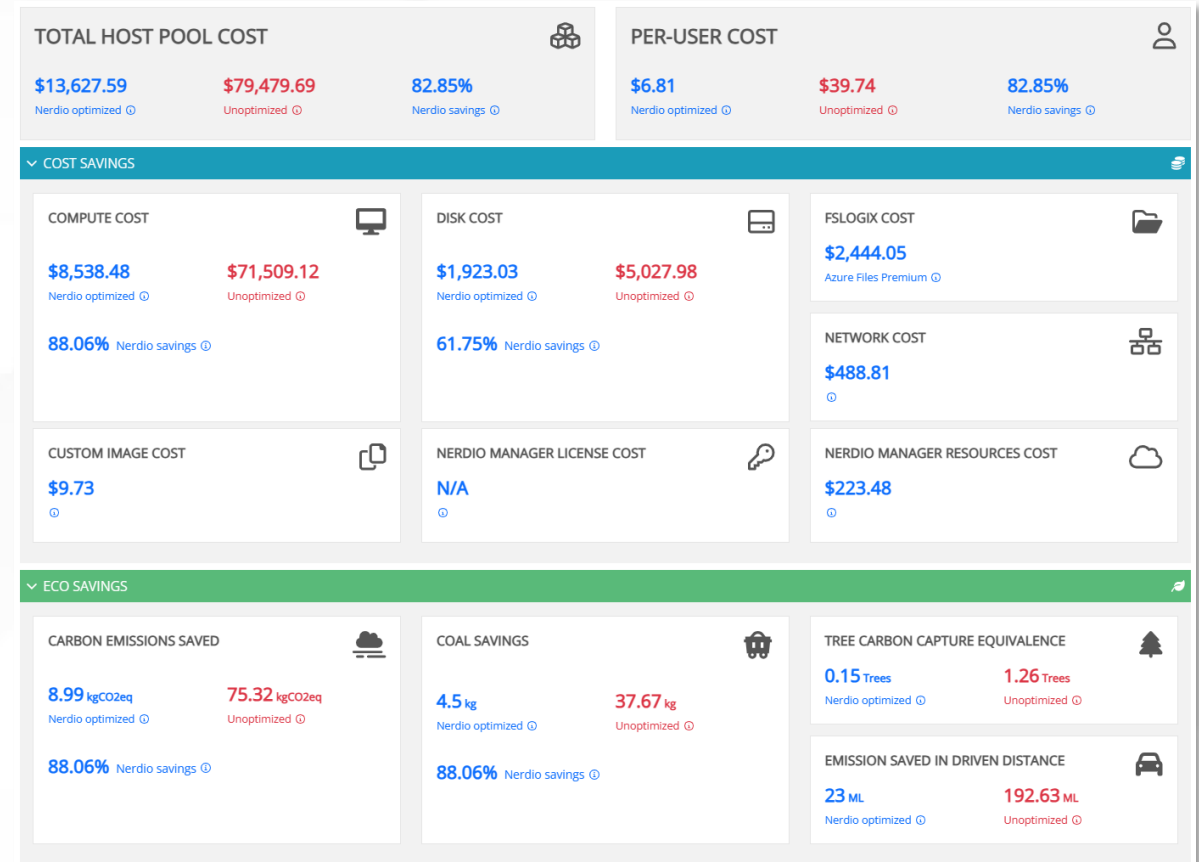 TOTAL HOST POOL COST
$13,627.59 $79,479.69 82.85%
Nerdio optimized Unoptimized Nerdio savings
PER-USER COST
$6.81 $39.74 82.85%
Nerdio optimized Unoptimized Nerdio savings
COST SAVINGS
COMPUTE COST
$8,538.48 $71,509.12
Nerdio optimized Unoptimized
88.06% Nerdio savings
DISK COST
$1,923.03 $5,027.98
Nerdio optimized Unoptimized
61.75% Nerdio savings
FSLOGIX COST
$2,444.05
Azure Files Premium
NETWORK COST
$488.81
CUSTOM IMAGE COST
$9.73
NERDIO MANAGER LICENSE COST
N/A
NERDIO MANAGER RESOURCES COST
$223.48
ECO SAVINGS
CARBON EMISSIONS SAVED
8.99 kgCO2eq 75.32 kgCO2eq
Nerdio optimized Unoptimized
88.06% Nerdio savings
COAL SAVINGS
4.5 kg 37.67 kg
Nerdio optimized Unoptimized
88.06% Nerdio savings
TREE CARBON CAPTURE EQUIVALENCE
0.15 Trees 1.26 Trees
Nerdio optimized Unoptimized
EMISSION SAVED IN DRIVEN DISTANCE
23 ML 192.63 ML
Nerdio optimized Unoptimized